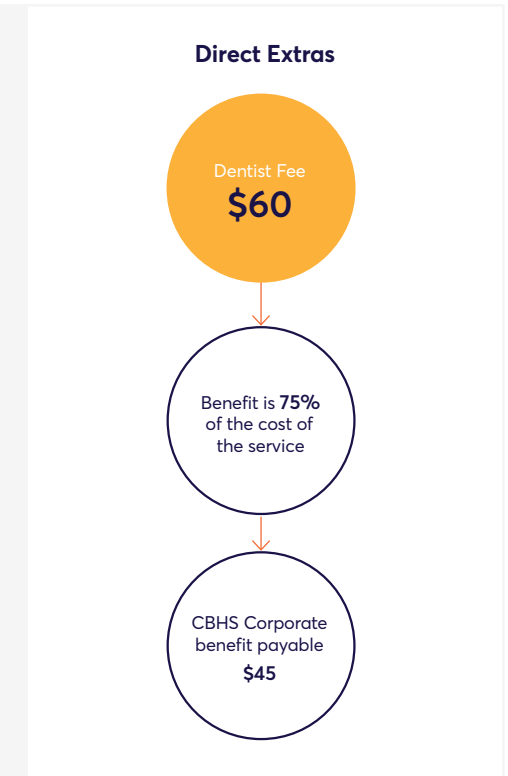 Direct Extras
Dentist Fee
$60
Benefit is 75%
of the cost of
the service
CBHS Corporate
benefit payable
$45